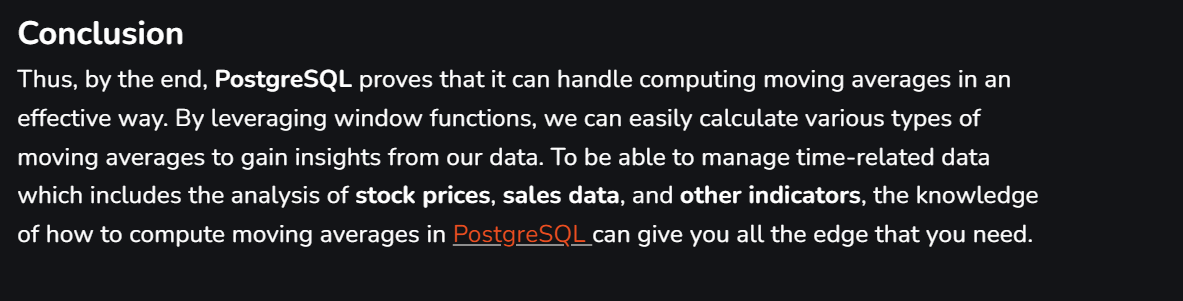 Conclusion
Thus, by the end, PostgreSQL proves that it can handle computing moving averages in an
effective way. By leveraging window functions, we can easily calculate various types of
moving averages to gain insights from our data. To be able to manage time-related data
which includes the analysis of stock prices, sales data, and other indicators, the knowledge
of how to compute moving averages in PostgreSQL can give you all the edge that you need.